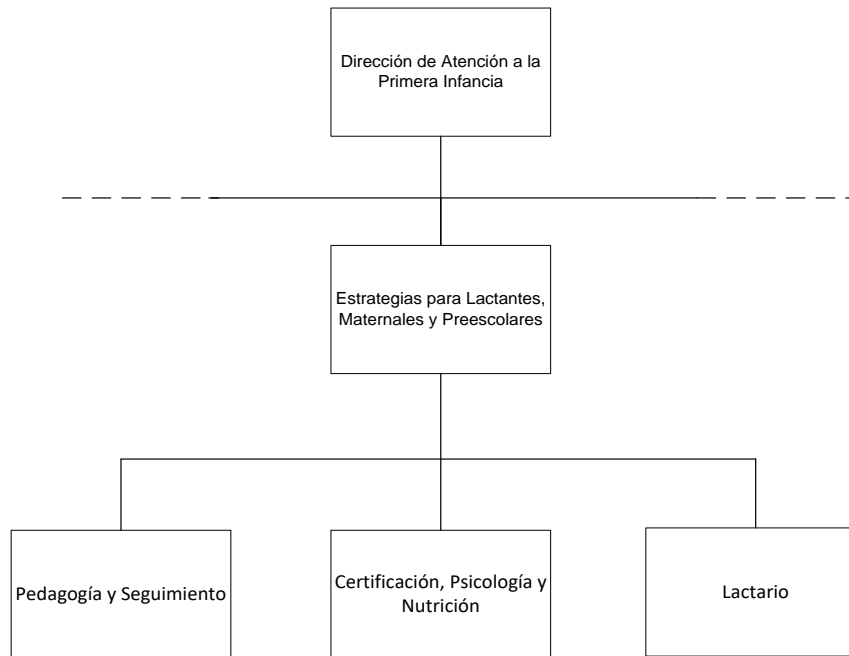 Dirección de Atención a la
Primera Infancia
Estrategias para Lactantes,
Maternales y Preescolares
Pedagogía y Seguimiento
Certificación, Psicología y
Nutrición
Lactario